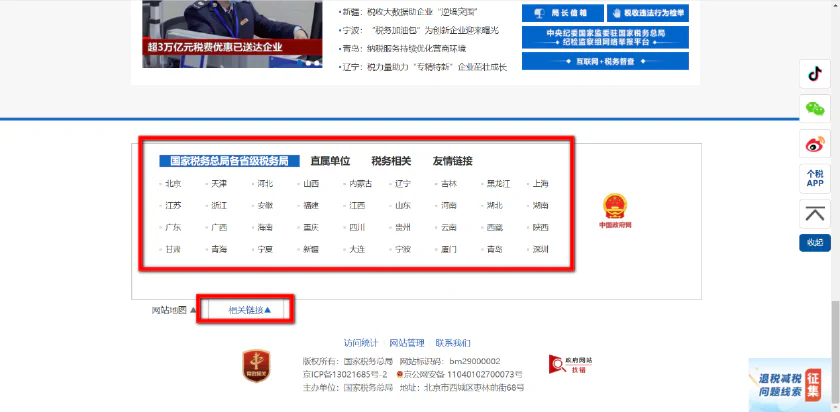 ·新疆：税收大数据助企业“逆境突围”
·宁波：“税务加油包”为创新企业迎来曙光
·青岛：纳税服务持续优化营商环境
·辽宁：税力量助力“专精特新”企业茁壮成长
超3万亿元税费优惠已送达企业
局长信箱
税收违法行为检举
中央纪委国家监委驻国家税务总局
纪检监察组网络举报平台
互联网+税务督查
个税
APP
收起
国家税务总局各省级税务局 直属单位 税务相关 友情链接
北京 天津 河北 山西 内蒙古 辽宁 吉林 黑龙江 上海
江苏 浙江 安徽 福建 江西 山东 河南 湖北 湖南
广东 广西 海南 重庆 四川 贵州 云南 西藏 陕西
甘肃 青海 宁夏 新疆 大连 宁波 厦门 青岛 深圳
中国政府网
网站地图▲ 相关链接▲
访问统计 网站管理 联系我们
版权所有：国家税务总局 网站标识码：bm29000002
京ICP备13021685号-2 京公网安备 11040102700073号
主办单位：国家税务总局 地址：北京市西城区枣林前街68号
党政机关
政府网站
找错
退税减税
问题线索
征集